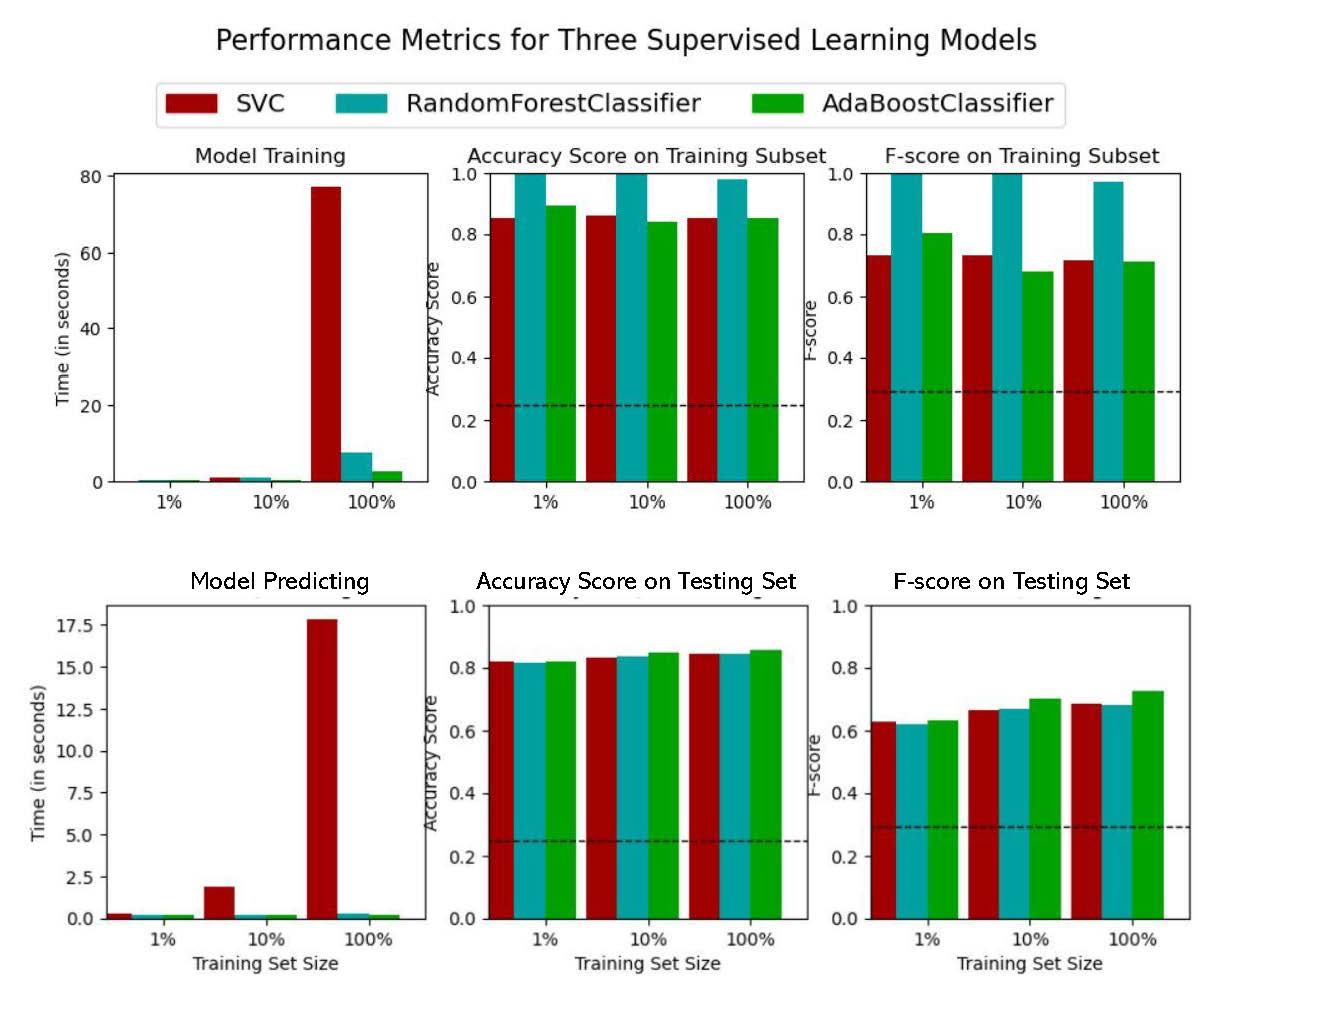 Performance Metrics for Three Supervised Learning Models
SVC RandomForestClassifier AdaBoostClassifier
Model Training
Time (in seconds)
80
60
40
20
0
1% 10% 100%
Accuracy Score on Training Subset
Accuracy Score
1.0
0.8
0.6
0.4
0.2
0.0
1% 10% 100%
F-score on Training Subset
F-score
1.0
0.8
0.6
0.4
0.2
0.0
1% 10% 100%
Model Predicting
Time (in seconds)
17.5
15.0
12.5
10.0
7.5
5.0
2.5
0.0
1% 10% 100%
Training Set Size
Accuracy Score on Testing Set
Accuracy Score
1.0
0.8
0.6
0.4
0.2
0.0
1% 10% 100%
Training Set Size
F-score on Testing Set
F-score
1.0
0.8
0.6
0.4
0.2
0.0
1% 10% 100%
Training Set Size